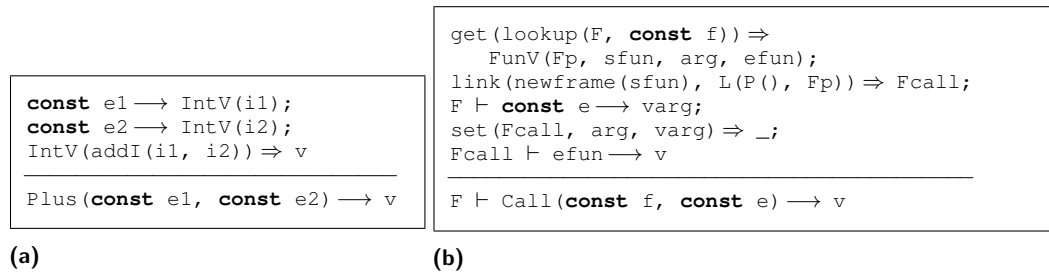 const e1 ⟶ IntV(i1);
const e2 ⟶ IntV(i2);
IntV(addI(i1, i2)) ⇒ v
Plus(const e1, const e2) ⟶ v
(a)
get(lookup(F, const f)) ⇒
FunV(Fp, sfun, arg, efun);
link(newframe(sfun), L(P(), Fp)) ⇒ Fcall;
F ⊢ const e ⟶ varg;
set(Fcall, arg, varg) ⇒ _;
Fcall ⊢ efun ⟶ v
F ⊢ Call(const f, const e) ⟶ v
(b)